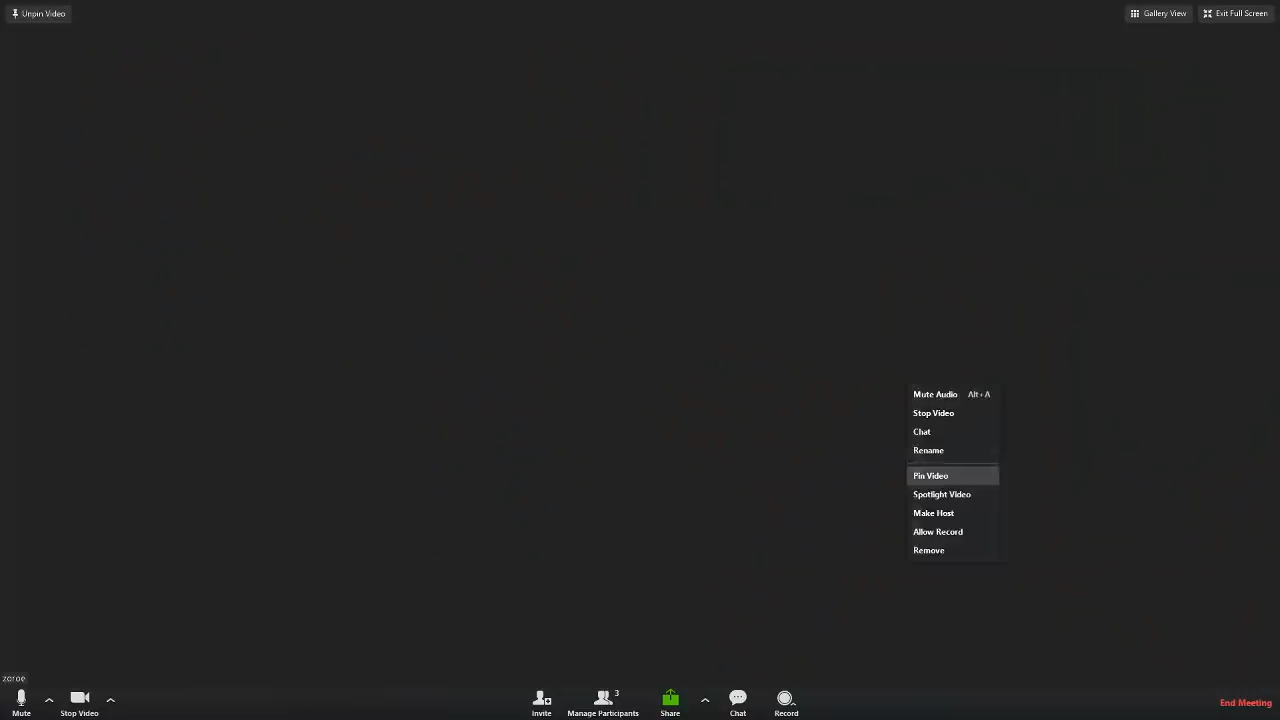 Unpin Video
Gallery View
Exit Full Screen
Mute Audio Alt+A
Stop Video
Chat
Rename
Pin Video
Spotlight Video
Make Host
Allow Record
Remove
zoroe
Mute
Stop Video
Invite
Manage Participants 3
Share
Chat
Record
End Meeting